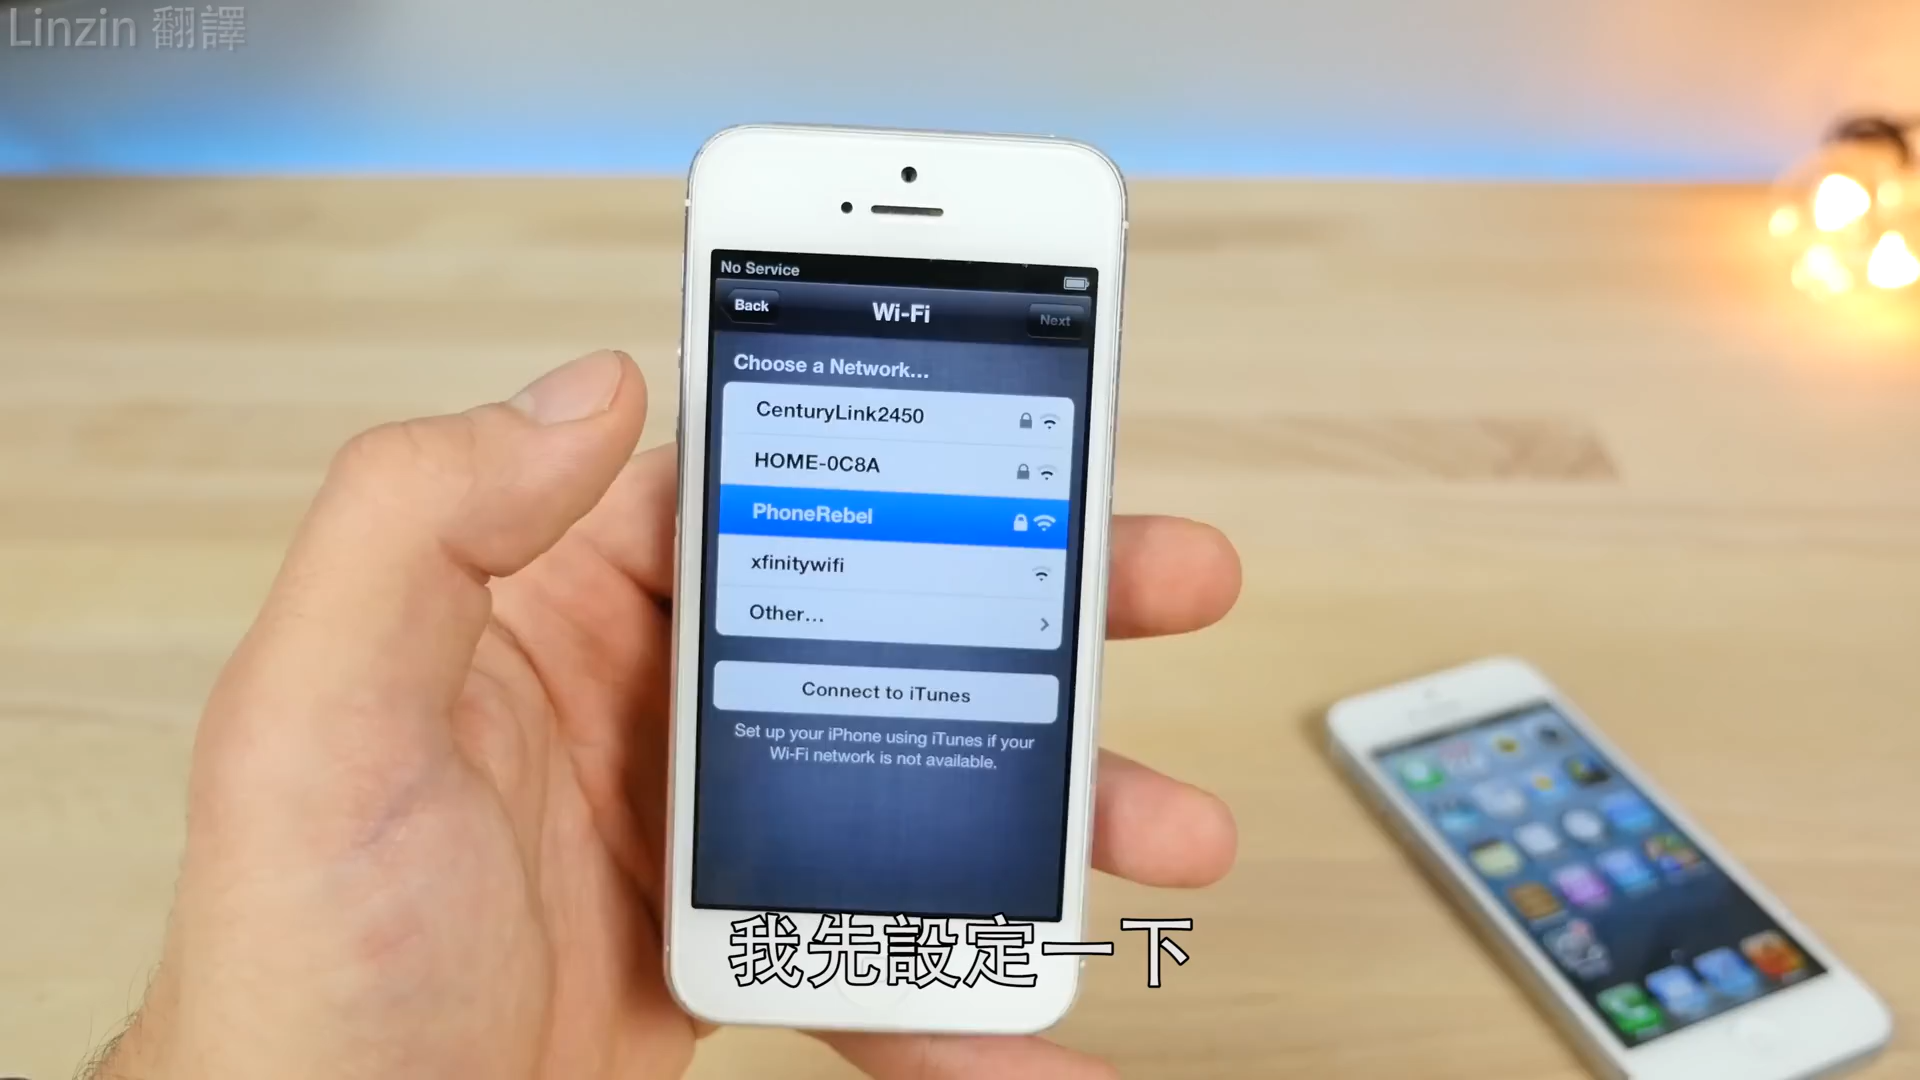 Linzin 翻譯
No Service
Back
Wi-Fi
Next
Choose a Network...
CenturyLink2450
HOME-0C8A
PhoneRebel
xfinitywifi
Other...
Connect to iTunes
Set up your iPhone using iTunes if your
Wi-Fi network is not available.
我先設定一下